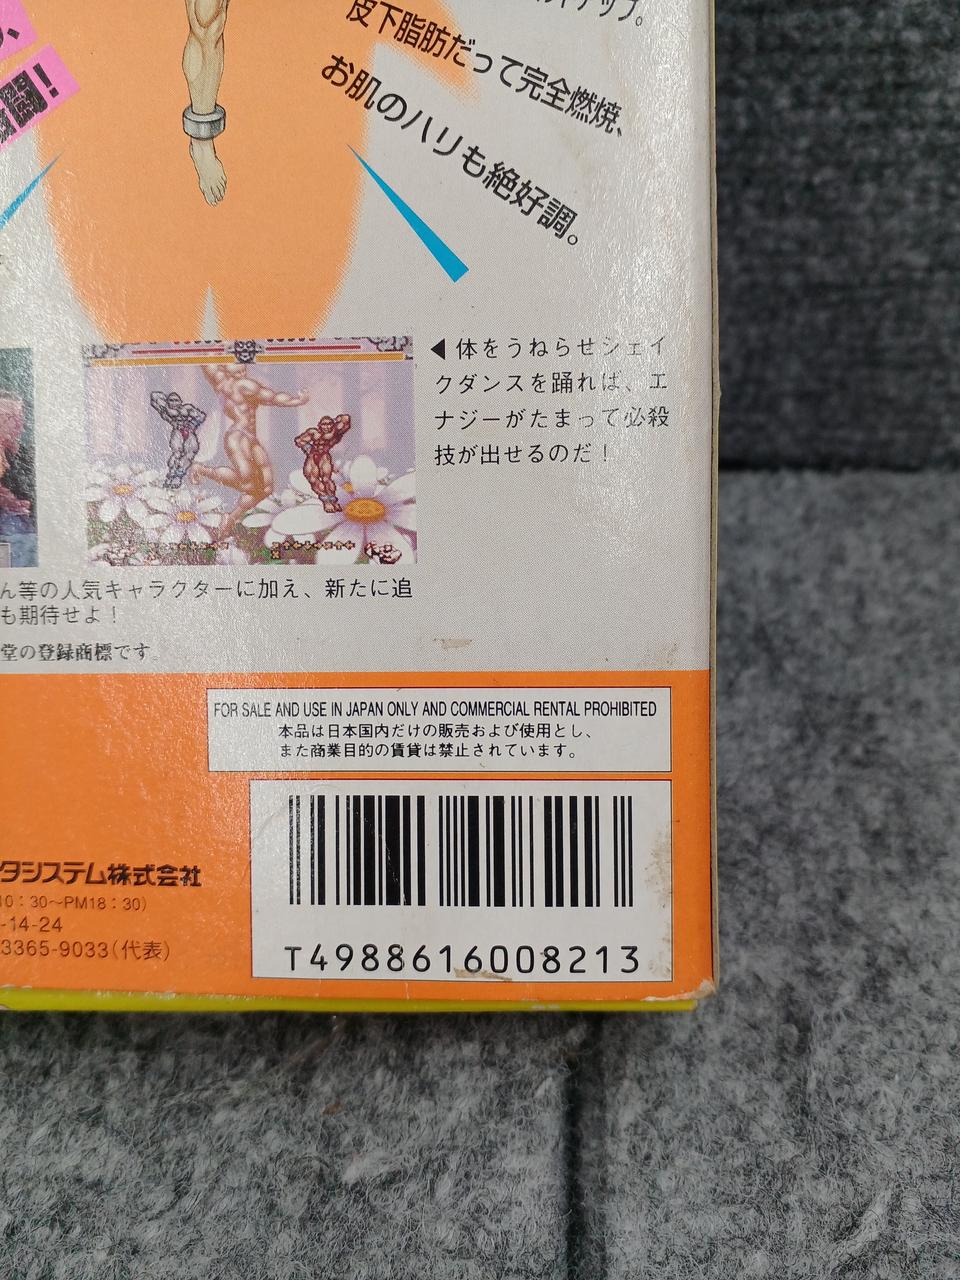 皮下脂肪だって完全燃焼、
お肌のハリも絶好調。
◀体をうねらせシェイ
クダンスを踊れば、エ
ナジーがたまって必殺
技が出せるのだ！
ん等の人気キャラクターに加え、新たに追
も期待せよ！
堂の登録商標です
FOR SALE AND USE IN JAPAN ONLY AND COMMERCIAL RENTAL PROHIBITED
本品は日本国内だけの販売および使用とし、
また商業目的の賃貸は禁止されています。
タシステム株式会社
10：30〜PM18：30)
-14-24
3365-9033(代表)
T4988616008213